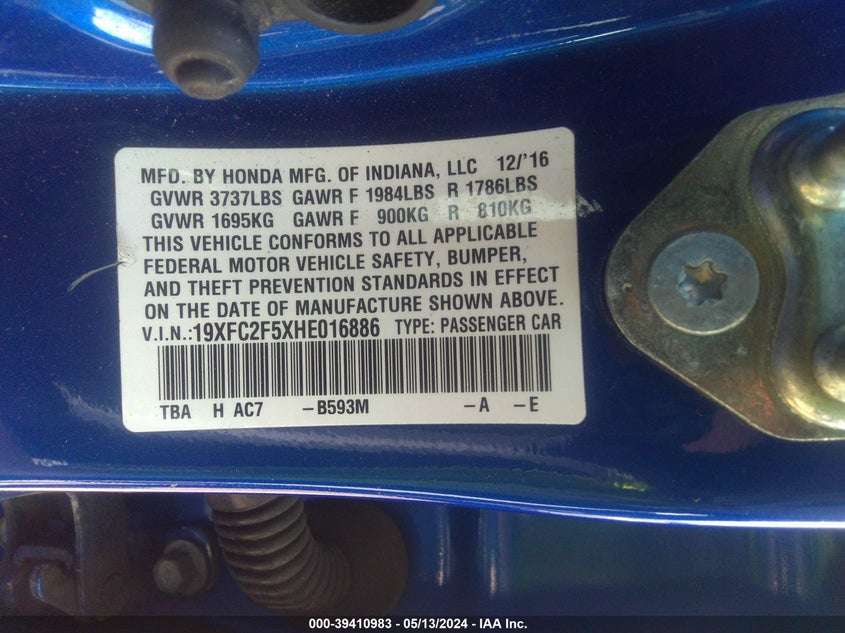 MFD. BY HONDA MFG. OF INDIANA, LLC 12/'16
GVWR 3737LBS GAWR F 1984LBS R 1786LBS
GVWR 1695KG GAWR F 900KG R 810KG
THIS VEHICLE CONFORMS TO ALL APPLICABLE
FEDERAL MOTOR VEHICLE SAFETY, BUMPER,
AND THEFT PREVENTION STANDARDS IN EFFECT
ON THE DATE OF MANUFACTURE SHOWN ABOVE.
V.I.N.:19XFC2F5XHE016886 TYPE: PASSENGER CAR
TBA H AC7 –B593M –A –E
000-39410983 - 05/13/2024 - IAA Inc.